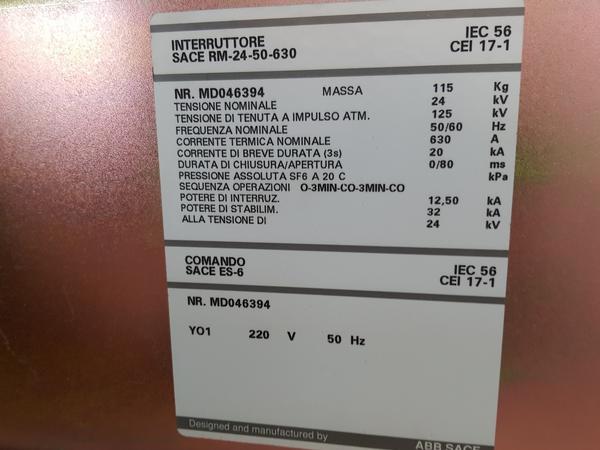 INTERRUTTORE IEC 56
SACE RM-24-50-630 CEI 17-1
NR. MD046394 MASSA 115 Kg
TENSIONE NOMINALE 24 kV
TENSIONE DI TENUTA A IMPULSO ATM. 125 kV
FREQUENZA NOMINALE 50/60 Hz
CORRENTE TERMICA NOMINALE 630 A
CORRENTE DI BREVE DURATA (3s) 20 kA
DURATA DI CHIUSURA/APERTURA 0/80 ms
PRESSIONE ASSOLUTA SF6 A 20 C kPa
SEQUENZA OPERAZIONI O-3MIN-CO-3MIN-CO
POTERE DI INTERRUZ. 12,50 kA
POTERE DI STABILIM. 32 kA
ALLA TENSIONE DI 24 kV
COMANDO IEC 56
SACE ES-6 CEI 17-1
NR. MD046394
YO1 220 V 50 Hz
Designed and manufactured by ABB SACE